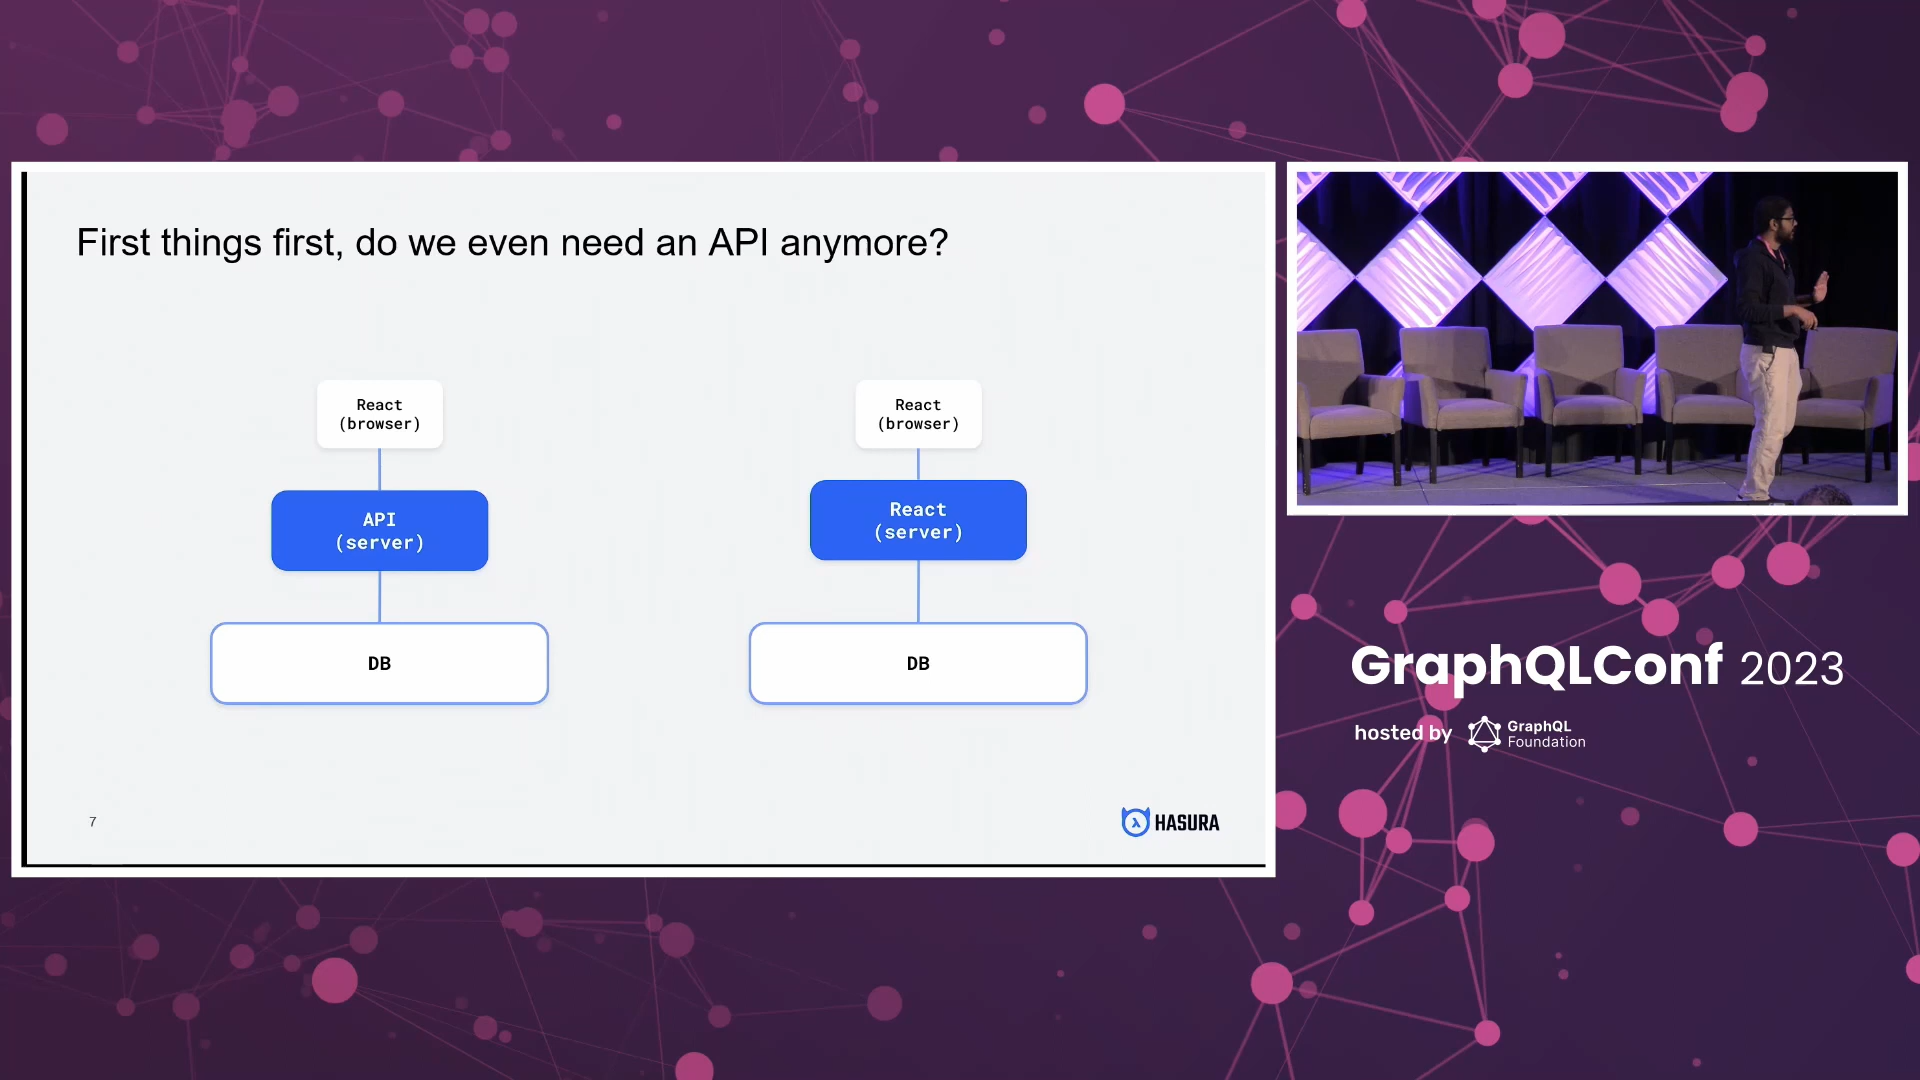 First things first, do we even need an API anymore?
React
(browser)
API
(server)
DB
React
(browser)
React
(server)
DB
7
HASURA
GraphQLConf 2023
hosted by GraphQL Foundation